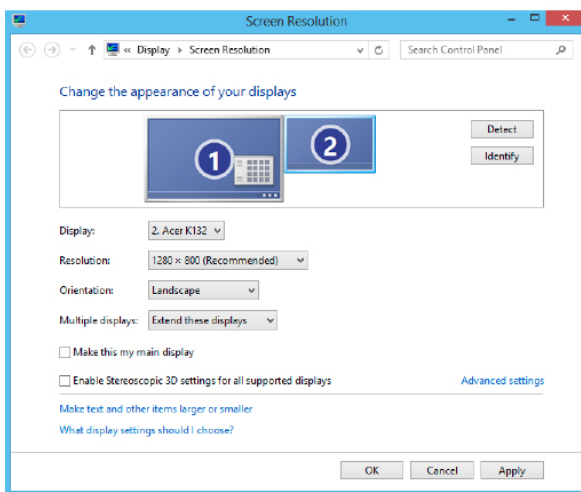 Screen Resolution
« Display Screen Resolution
Search Control Panel
Change the appearance of your displays
1
2
Detect
Identify
Display: 2. Acer K132
Resolution: 1280 × 800 (Recommended)
Orientation: Landscape
Multiple displays: Extend these displays
Make this my main display
Enable Stereoscopic 3D settings for all supported displays
Advanced settings
Make text and other items larger or smaller
What display settings should I choose?
OK Cancel Apply